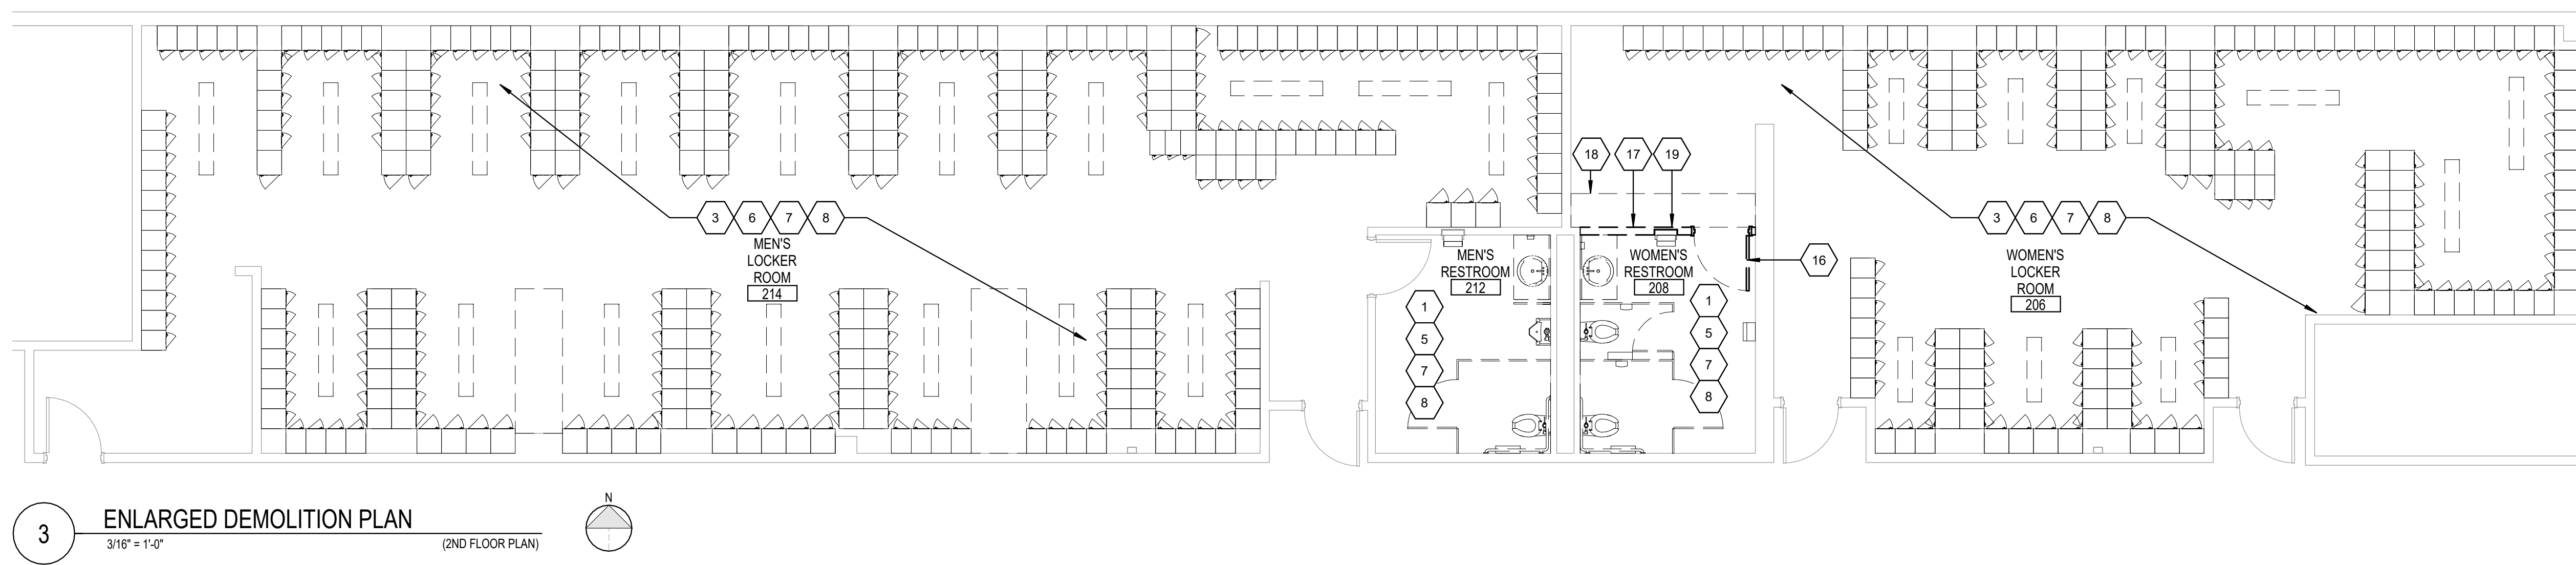 18 17 19
3 6 7 8
MEN'S
LOCKER
ROOM
214
MEN'S
RESTROOM
212
1
5
7
8
WOMEN'S
RESTROOM
208
1
5
7
8
16
3 6 7 8
WOMEN'S
LOCKER
ROOM
206
N
3
ENLARGED DEMOLITION PLAN
3/16" = 1'-0" (2ND FLOOR PLAN)